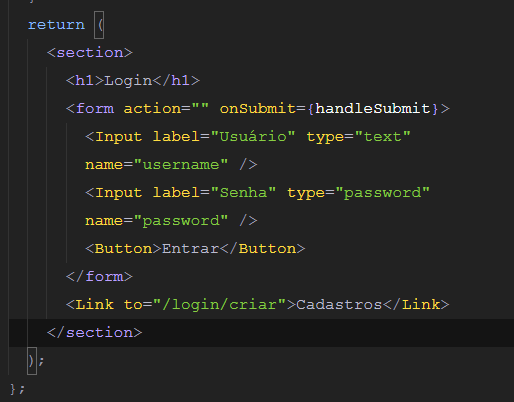 return (
<section>
<h1>Login</h1>
<form action="" onSubmit={handleSubmit}>
<Input label="Usuário" type="text"
name="username" />
<Input label="Senha" type="password"
name="password" />
<Button>Entrar</Button>
</form>
<Link to="/login/criar">Cadastros</Link>
</section>
);
};